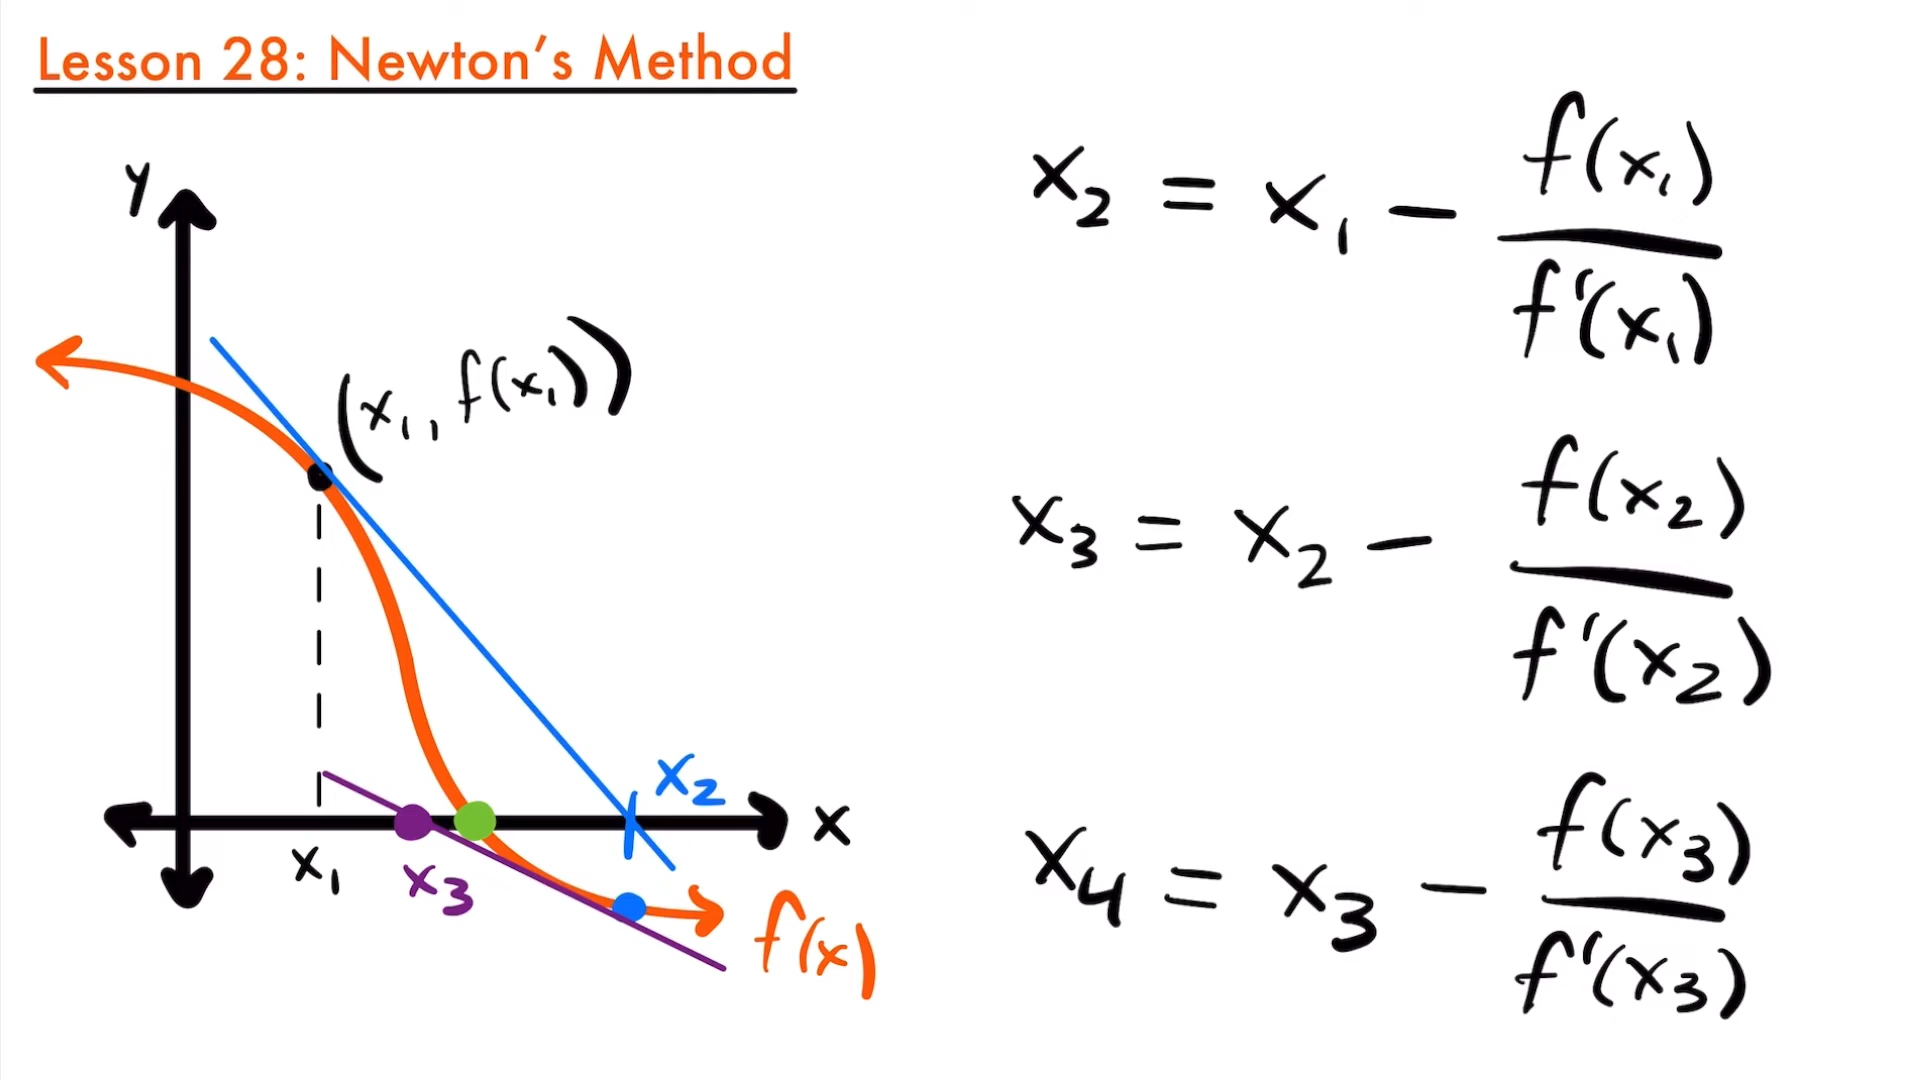 Lesson 28: Newton's Method
y
(x₁, f(x₁))
x₂
x
x₁
x₃
f(x)
x₂ = x₁ - f(x₁) / f'(x₁)
x₃ = x₂ - f(x₂) / f'(x₂)
x₄ = x₃ - f(x₃) / f'(x₃)